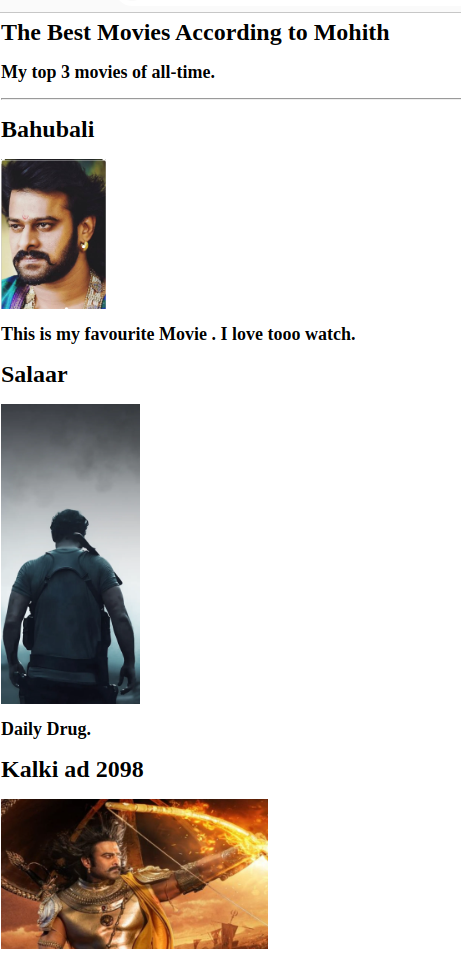 The Best Movies According to Mohith
My top 3 movies of all-time.
Bahubali
This is my favourite Movie . I love tooo watch.
Salaar
Daily Drug.
Kalki ad 2098